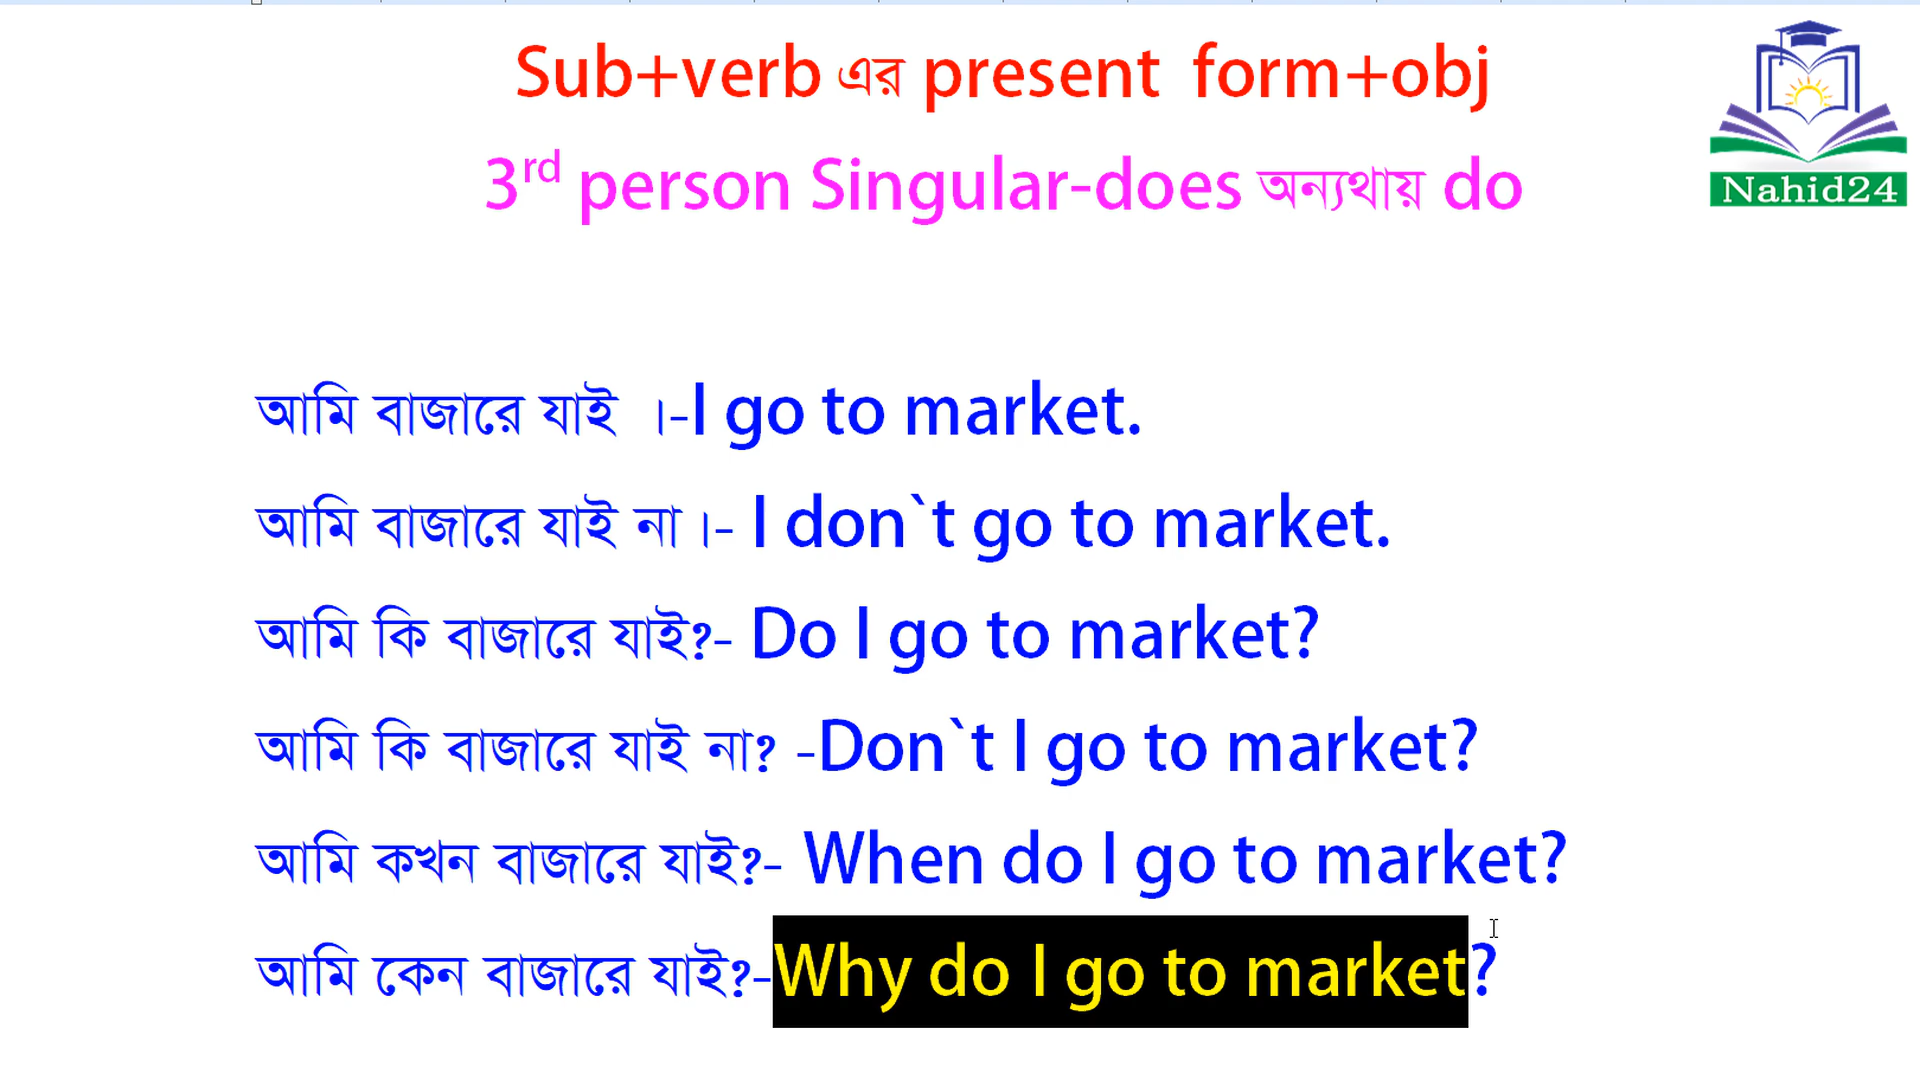 Sub+verb এর present form+obj
3rd person Singular-does অন্যথায় do
Nahid24
আমি বাজারে যাই ।-I go to market.
আমি বাজারে যাই না।- I don`t go to market.
আমি কি বাজারে যাই?- Do I go to market?
আমি কি বাজারে যাই না? -Don`t I go to market?
আমি কখন বাজারে যাই?- When do I go to market?
আমি কেন বাজারে যাই?-Why do I go to market?